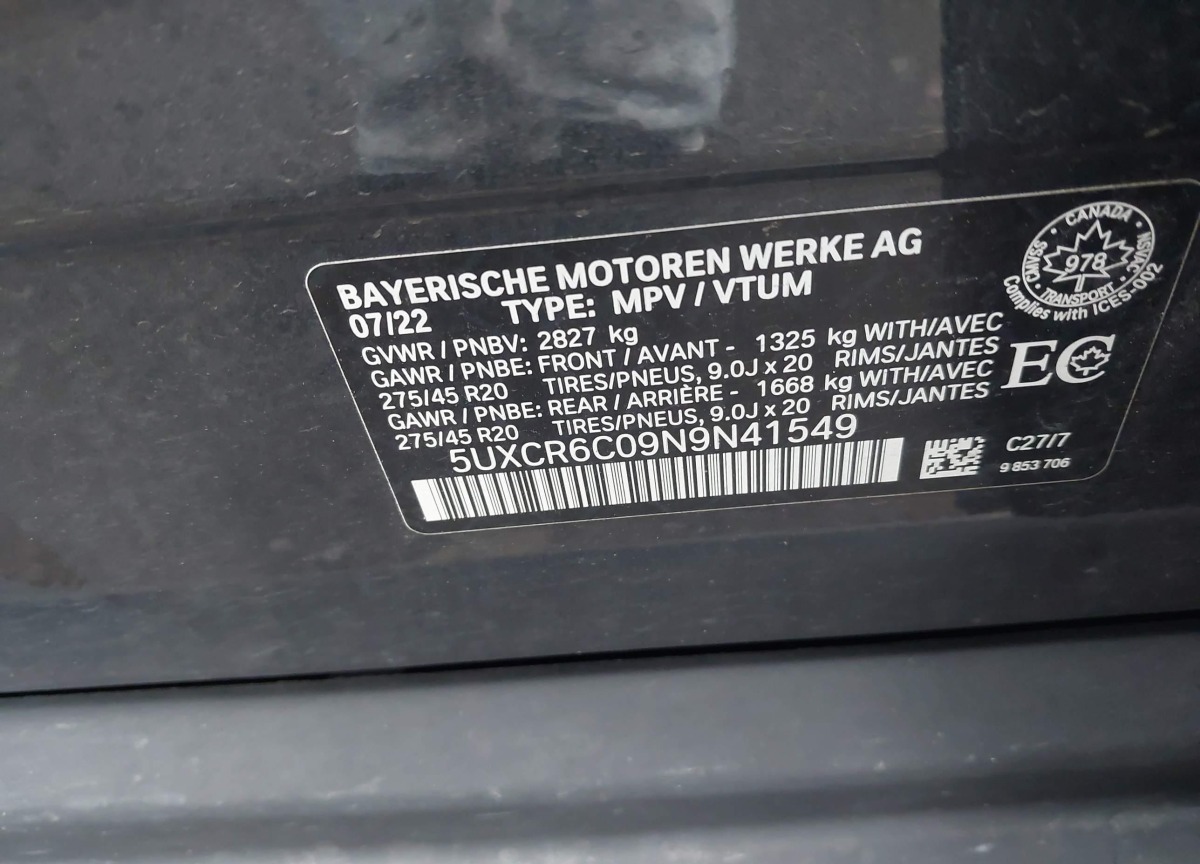 BAYERISCHE MOTOREN WERKE AG
07/22 TYPE: MPV / VTUM
GVWR / PNBV: 2827 kg
GAWR / PNBE: FRONT / AVANT - 1325 kg WITH/AVEC
275/45 R20 TIRES/PNEUS, 9.0J x 20 RIMS/JANTES
GAWR / PNBE: REAR / ARRIÈRE - 1668 kg WITH/AVEC
275/45 R20 TIRES/PNEUS, 9.0J x 20 RIMS/JANTES
5UXCR6C09N9N41549
CANADA
NSVAC
978
CMVSS
TRANSPORT
Complies with ICES-002
EC
C27/7
9 853 706